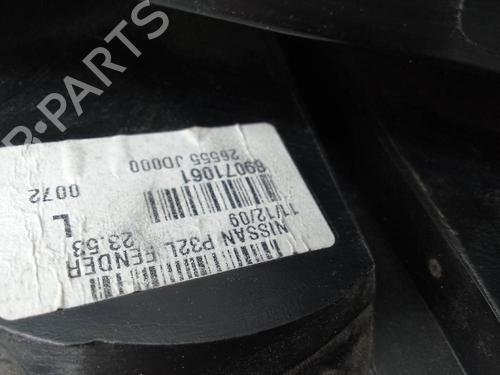 B-PARTS
NISSAN P32L FENDER
11/12/09 23.53
89071061 L
26555 JD000 0072